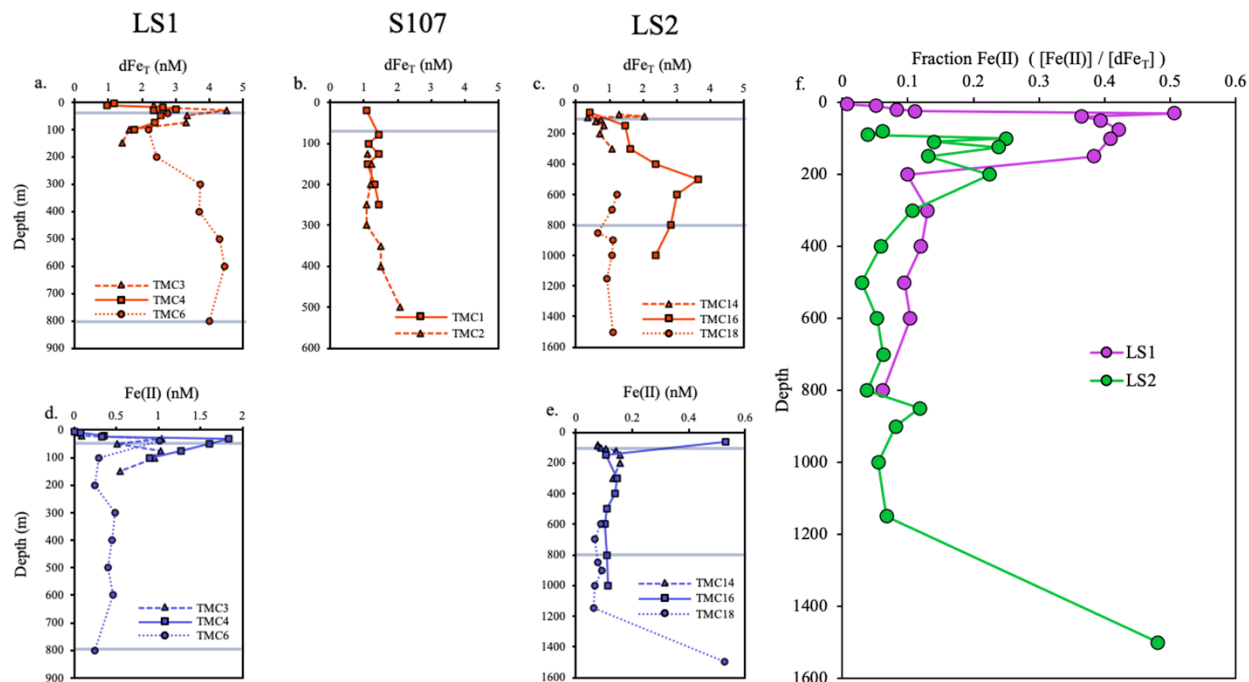 LS1
S107
LS2
a.
dFeT (nM)
0 1 2 3 4 5
0
100
200
300
400
500
600
700
800
900
Depth (m)
TMC3
TMC4
TMC6
b.
dFeT (nM)
0 1 2 3 4 5
0
100
200
300
400
500
600
TMC1
TMC2
c.
dFeT (nM)
0 1 2 3 4 5
0
200
400
600
800
1000
1200
1400
1600
TMC14
TMC16
TMC18
d.
Fe(II) (nM)
0 0.5 1 1.5 2
0
100
200
300
400
500
600
700
800
900
Depth (m)
TMC3
TMC4
TMC6
e.
Fe(II) (nM)
0 0.2 0.4 0.6
0
200
400
600
800
1000
1200
1400
1600
TMC14
TMC16
TMC18
f.
Fraction Fe(II) ( [Fe(II)] / [dFeT] )
0 0.1 0.2 0.3 0.4 0.5 0.6
0
200
400
600
800
1000
1200
1400
1600
Depth
LS1
LS2